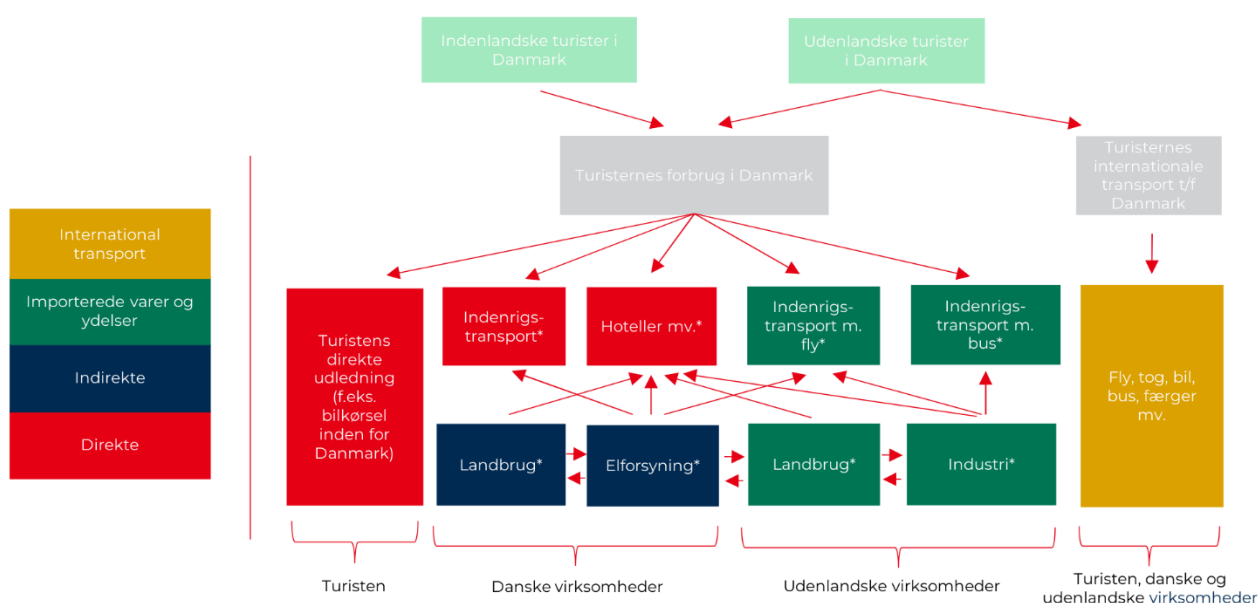 Indenlandske turister i
Danmark
Udenlandske turister
i Danmark
Turisternes forbrug i Danmark
Turisternes
internationale
transport t/f
Danmark
International
transport
Importerede varer og
ydelser
Indirekte
Direkte
Turistens
direkte
udledning
(f.eks.
bilkørsel
inden for
Danmark)
Indenrigs-
transport*
Hoteller mv.*
Indenrigs-
transport m.
fly*
Indenrigs-
transport m.
bus*
Fly, tog, bil,
bus, færger
mv.
Landbrug*
Elforsyning*
Landbrug*
Industri*
Turisten
Danske virksomheder
Udenlandske virksomheder
Turisten, danske og
udenlandske virksomheder